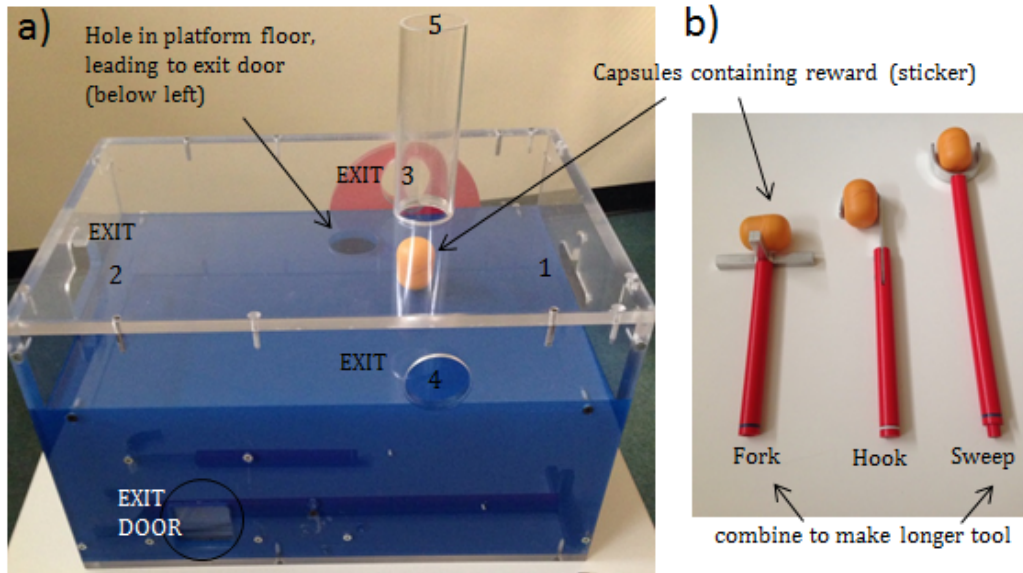 a)
Hole in platform floor,
leading to exit door
(below left)
5
EXIT 3
EXIT
2
1
EXIT
4
EXIT
DOOR
b)
Capsules containing reward (sticker)
Fork
Hook
Sweep
combine to make longer tool